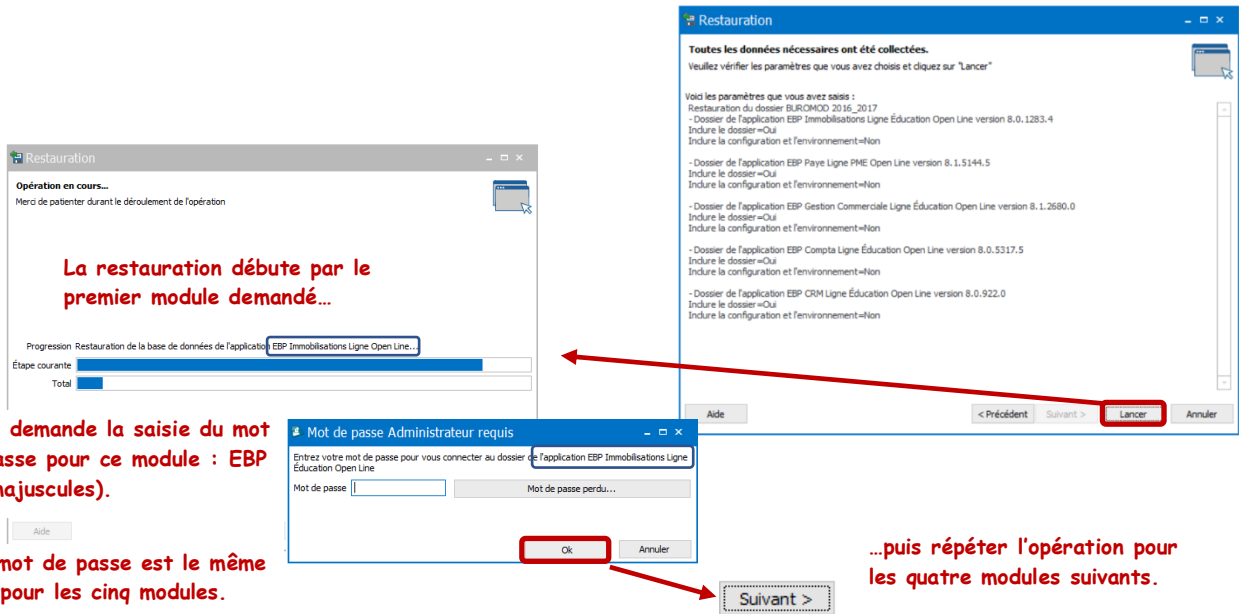 Restauration
Toutes les données nécessaires ont été collectées.
Veuillez vérifier les paramètres que vous avez choisis et cliquez sur "Lancer"
Voici les paramètres que vous avez saisis :
Restauration du dossier BUROMOD 2016_2017
- Dossier de l'application EBP Immobilisations Ligne Éducation Open Line version 8.0.1283.4
Inclure le dossier=Oui
Inclure la configuration et l'environnement=Non
- Dossier de l'application EBP Paye Ligne PME Open Line version 8.1.5144.5
Inclure le dossier=Oui
Inclure la configuration et l'environnement=Non
- Dossier de l'application EBP Gestion Commerciale Ligne Éducation Open Line version 8.1.2680.0
Inclure le dossier=Oui
Inclure la configuration et l'environnement=Non
- Dossier de l'application EBP Compta Ligne Éducation Open Line version 8.0.5317.5
Inclure le dossier=Oui
Inclure la configuration et l'environnement=Non
- Dossier de l'application EBP CRM Ligne Éducation Open Line version 8.0.922.0
Inclure le dossier=Oui
Inclure la configuration et l'environnement=Non
Aide
< Précédent
Suivant >
Lancer
Annuler
Restauration
Opération en cours...
Merci de patienter durant le déroulement de l'opération
La restauration débute par le
premier module demandé…
Progression Restauration de la base de données de l'application EBP Immobilisations Ligne Open Line...
Étape courante
Total
demande la saisie du mot
asse pour ce module : EBP
najuscules).
Aide
mot de passe est le même
pour les cinq modules.
Mot de passe Administrateur requis
Entrez votre mot de passe pour vous connecter au dossier de l'application EBP Immobilisations Ligne
Éducation Open Line
Mot de passe
Mot de passe perdu...
Ok
Annuler
Suivant >
…puis répéter l'opération pour
les quatre modules suivants.